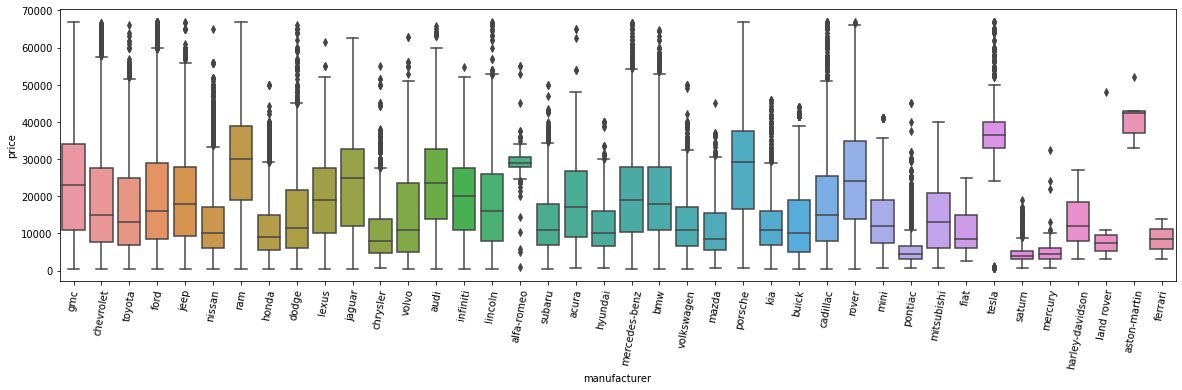 70000
60000
50000
40000
30000
20000
10000
0
price
gmc
chevrolet
toyota
ford
jeep
nissan
ram
honda
dodge
lexus
jaguar
chrysler
volvo
audi
infiniti
lincoln
alfa-romeo
subaru
acura
hyundai
mercedes-benz
bmw
volkswagen
mazda
porsche
kia
buick
cadillac
rover
mini
pontiac
mitsubishi
fiat
tesla
saturn
mercury
harley-davidson
land rover
aston-martin
ferrari
manufacturer